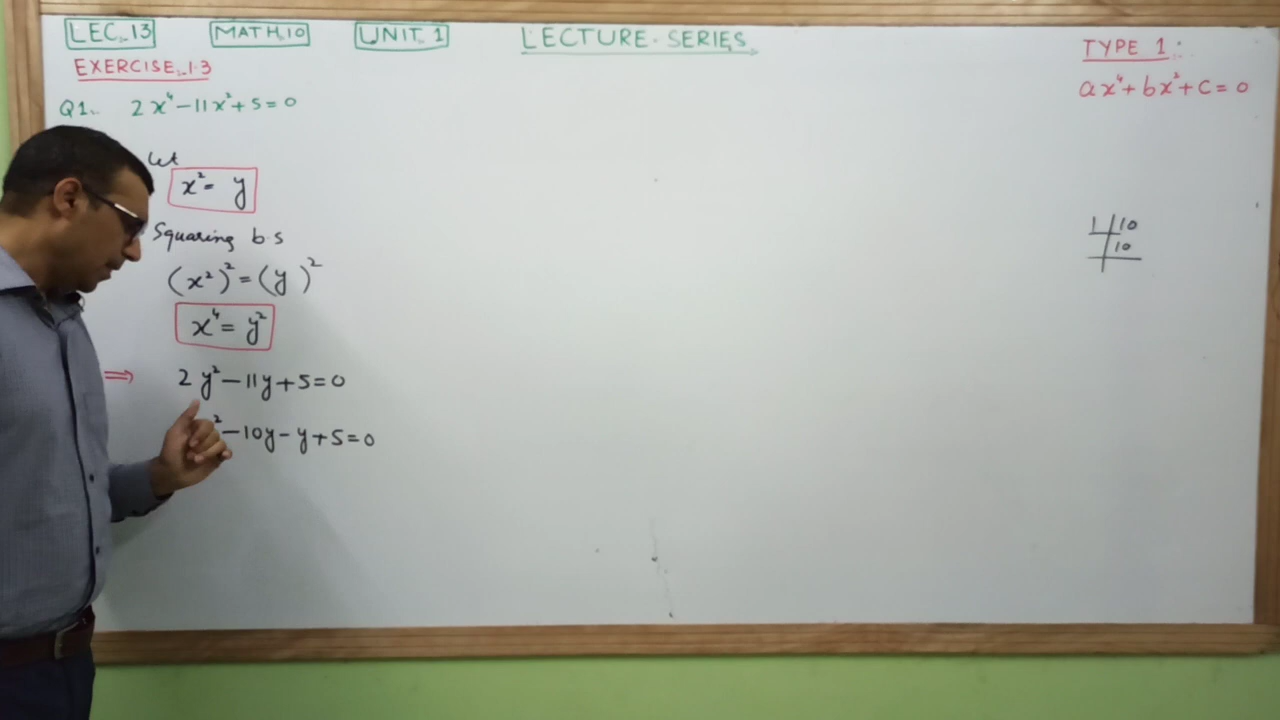 LEC. 13 MATH 10 UNIT. 1 LECTURE. SERIES
EXERCISE. 1.3
Q1. 2x⁴-11x²+5=0
Let
x² = y
Squaring b.s
(x²)²=(y)²
x⁴= y²
⇒ 2y²-11y+5=0
²-10y-y+5=0
TYPE 1:
ax⁴+bx²+c=0
1 10
10